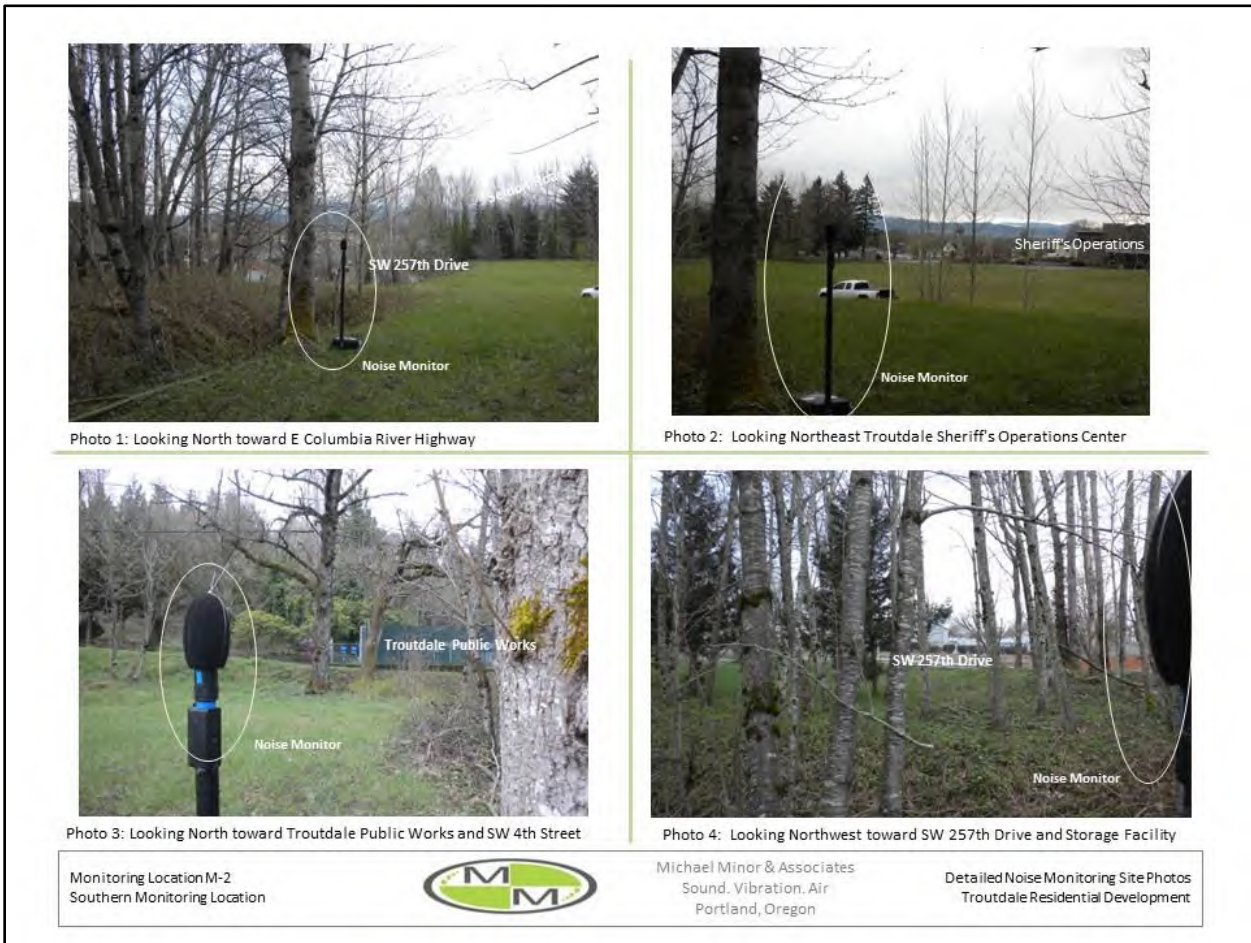 SW 257th Drive
Noise Monitor
Photo 1: Looking North toward E Columbia River Highway
Sheriff's Operations
Noise Monitor
Photo 2: Looking Northeast Troutdale Sheriff's Operations Center
Troutdale Public Works
Noise Monitor
Photo 3: Looking North toward Troutdale Public Works and SW 4th Street
SW 257th Drive
Noise Monitor
Photo 4: Looking Northwest toward SW 257th Drive and Storage Facility
Monitoring Location M-2
Southern Monitoring Location
M
M
Michael Minor & Associates
Sound. Vibration. Air
Portland, Oregon
Detailed Noise Monitoring Site Photos
Troutdale Residential Development